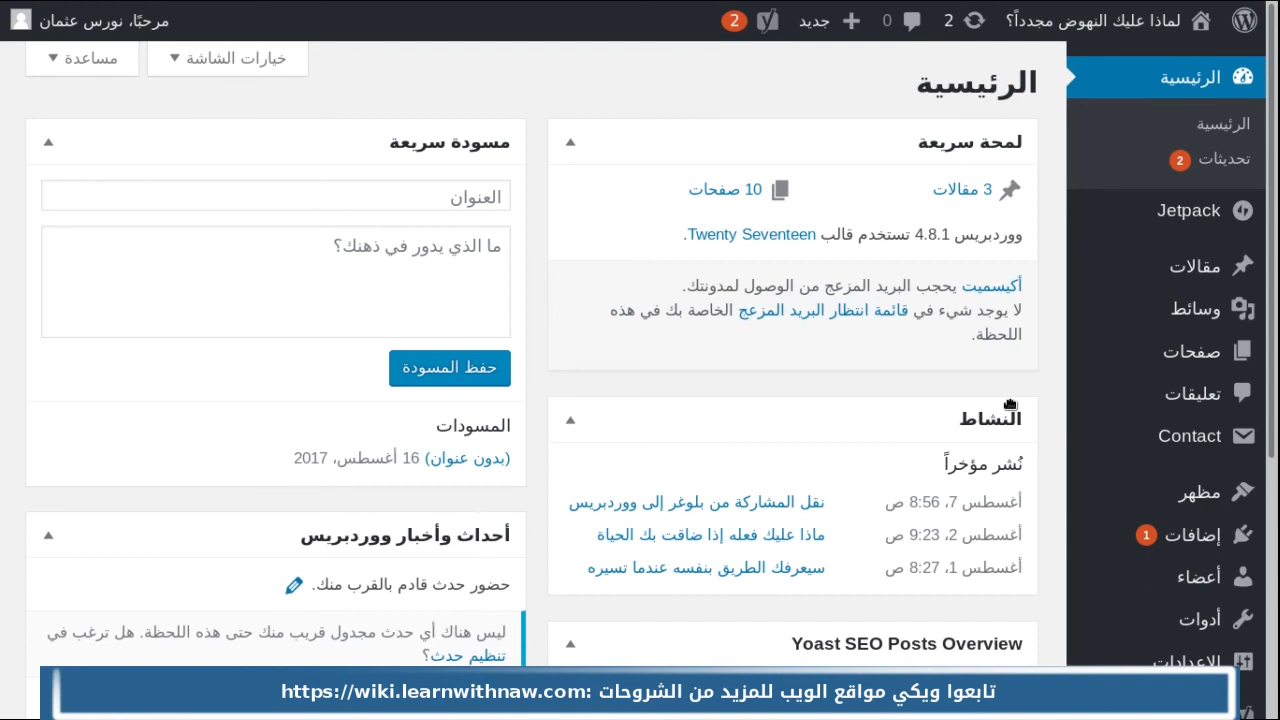 لماذا عليك النهوض مجدداً؟
2
0
جديد
2
مرحبًا، نورس عثمان
الرئيسية
الرئيسية
تحديثات 2
Jetpack
مقالات
وسائط
صفحات
تعليقات
Contact
مظهر
إضافات 1
أعضاء
أدوات
الإعدادات
خيارات الشاشة
مساعدة
الرئيسية
لمحة سريعة
3 مقالات
10 صفحات
ووردبريس 4.8.1 تستخدم قالب Twenty Seventeen.
أكيسميت يحجب البريد المزعج من الوصول لمدونتك.
لا يوجد شيء في قائمة انتظار البريد المزعج الخاصة بك في هذه
اللحظة.
النشاط
نُشر مؤخراً
أغسطس 7، 8:56 ص نقل المشاركة من بلوغر إلى ووردبريس
أغسطس 2، 9:23 ص ماذا عليك فعله إذا ضاقت بك الحياة
أغسطس 1، 8:27 ص سيعرفك الطريق بنفسه عندما تسيره
Yoast SEO Posts Overview
مسودة سريعة
العنوان
ما الذي يدور في ذهنك؟
حفظ المسودة
المسودات
(بدون عنوان) 16 أغسطس، 2017
أحداث وأخبار ووردبريس
حضور حدث قادم بالقرب منك.
ليس هناك أي حدث مجدول قريب منك حتى هذه اللحظة. هل ترغب في
تنظيم حدث؟
تابعوا ويكي مواقع الويب للمزيد من الشروحات :https://wiki.learnwithnaw.com